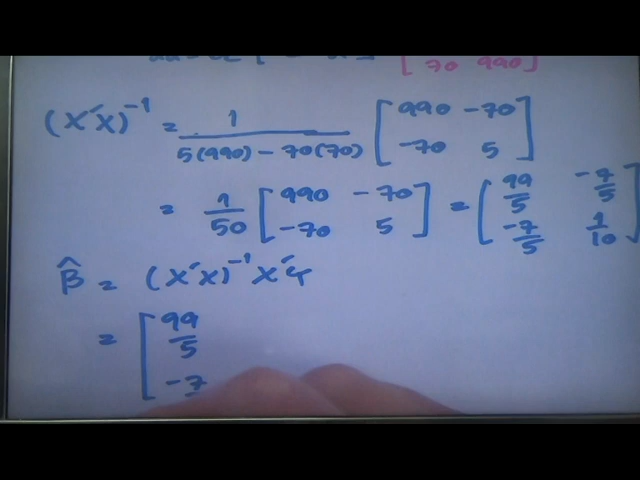 70 990]
(X'X)⁻¹ = 1/(5(990) - 70(70)) [990 -70; -70 5]
= 1/50 [990 -70; -70 5] = [99/5 -7/5; -7/5 1/10]
β̂ = (X'X)⁻¹X'Y
= [99/5
-7